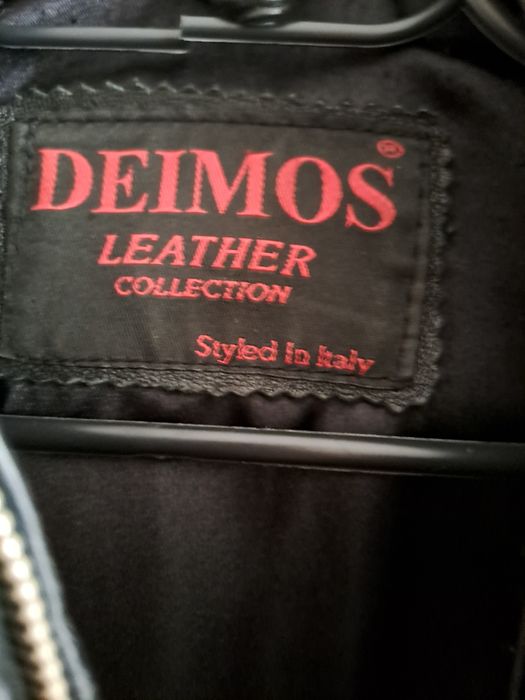 DEIMOS®
LEATHER
COLLECTION
Styled in Italy